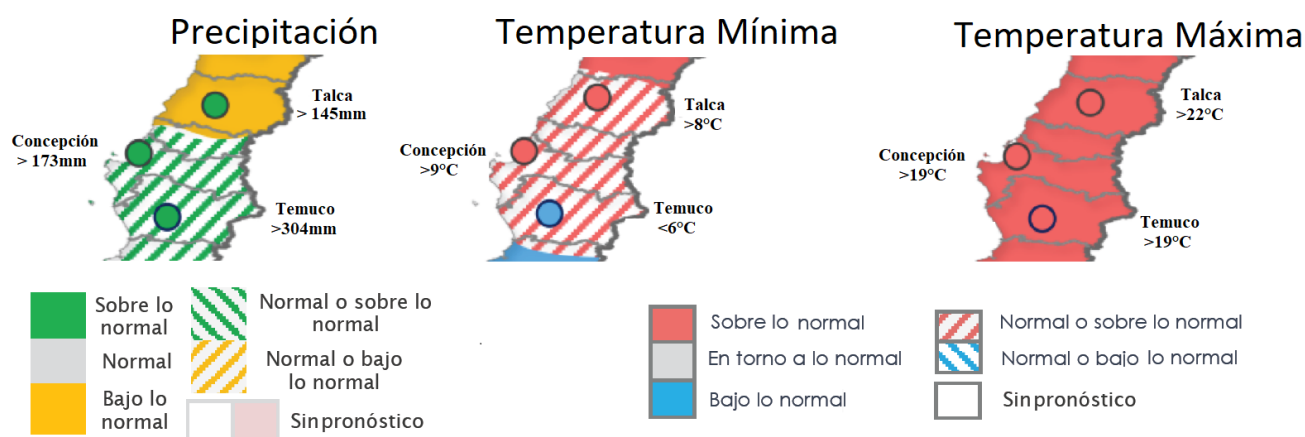 Precipitación
Talca
> 145mm
Concepción
> 173mm
Temuco
>304mm
Temperatura Mínima
Talca
>8°C
Concepción
>9°C
Temuco
<6°C
Temperatura Máxima
Talca
>22°C
Concepción
>19°C
Temuco
>19°C
Sobre lo
normal
Normal
Bajo lo
normal
Normal o sobre lo
normal
Normal o bajo
lo normal
Sin pronóstico
Sobre lo normal
En torno a lo normal
Bajo lo normal
Normal o sobre lo normal
Normal o bajo lo normal
Sin pronóstico